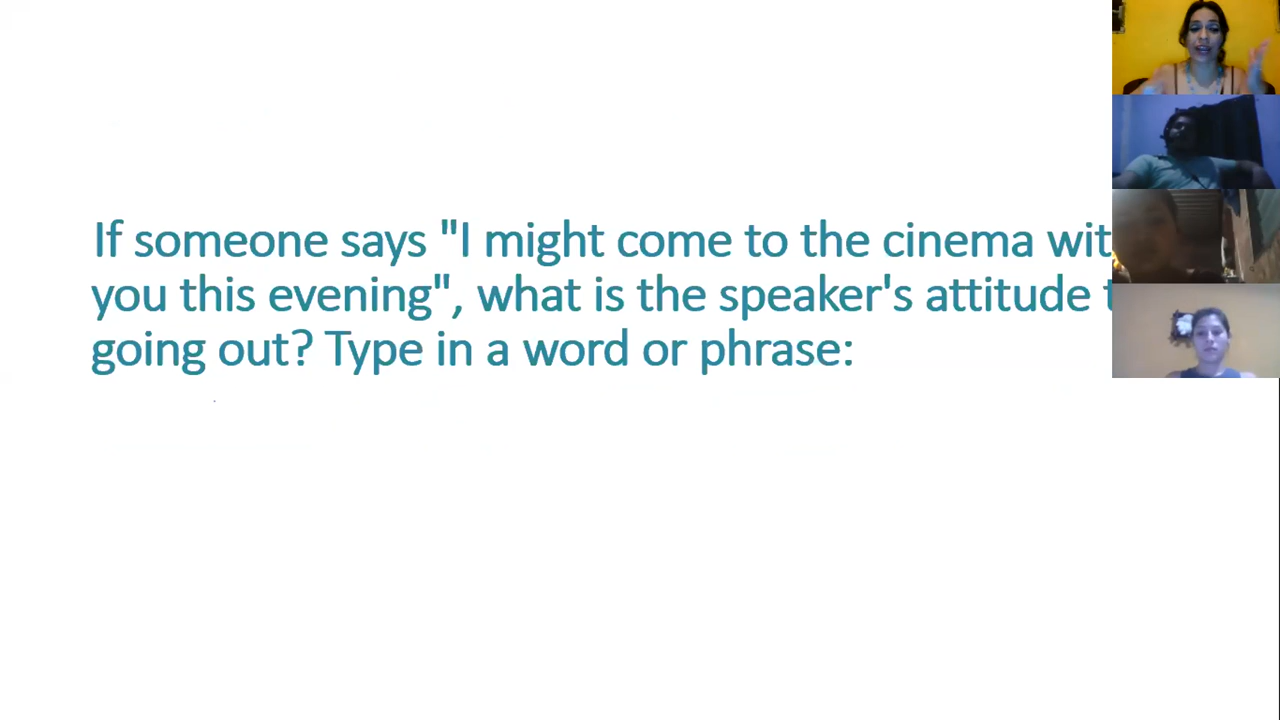 If someone says "I might come to the cinema wit
you this evening", what is the speaker's attitude t
going out? Type in a word or phrase: